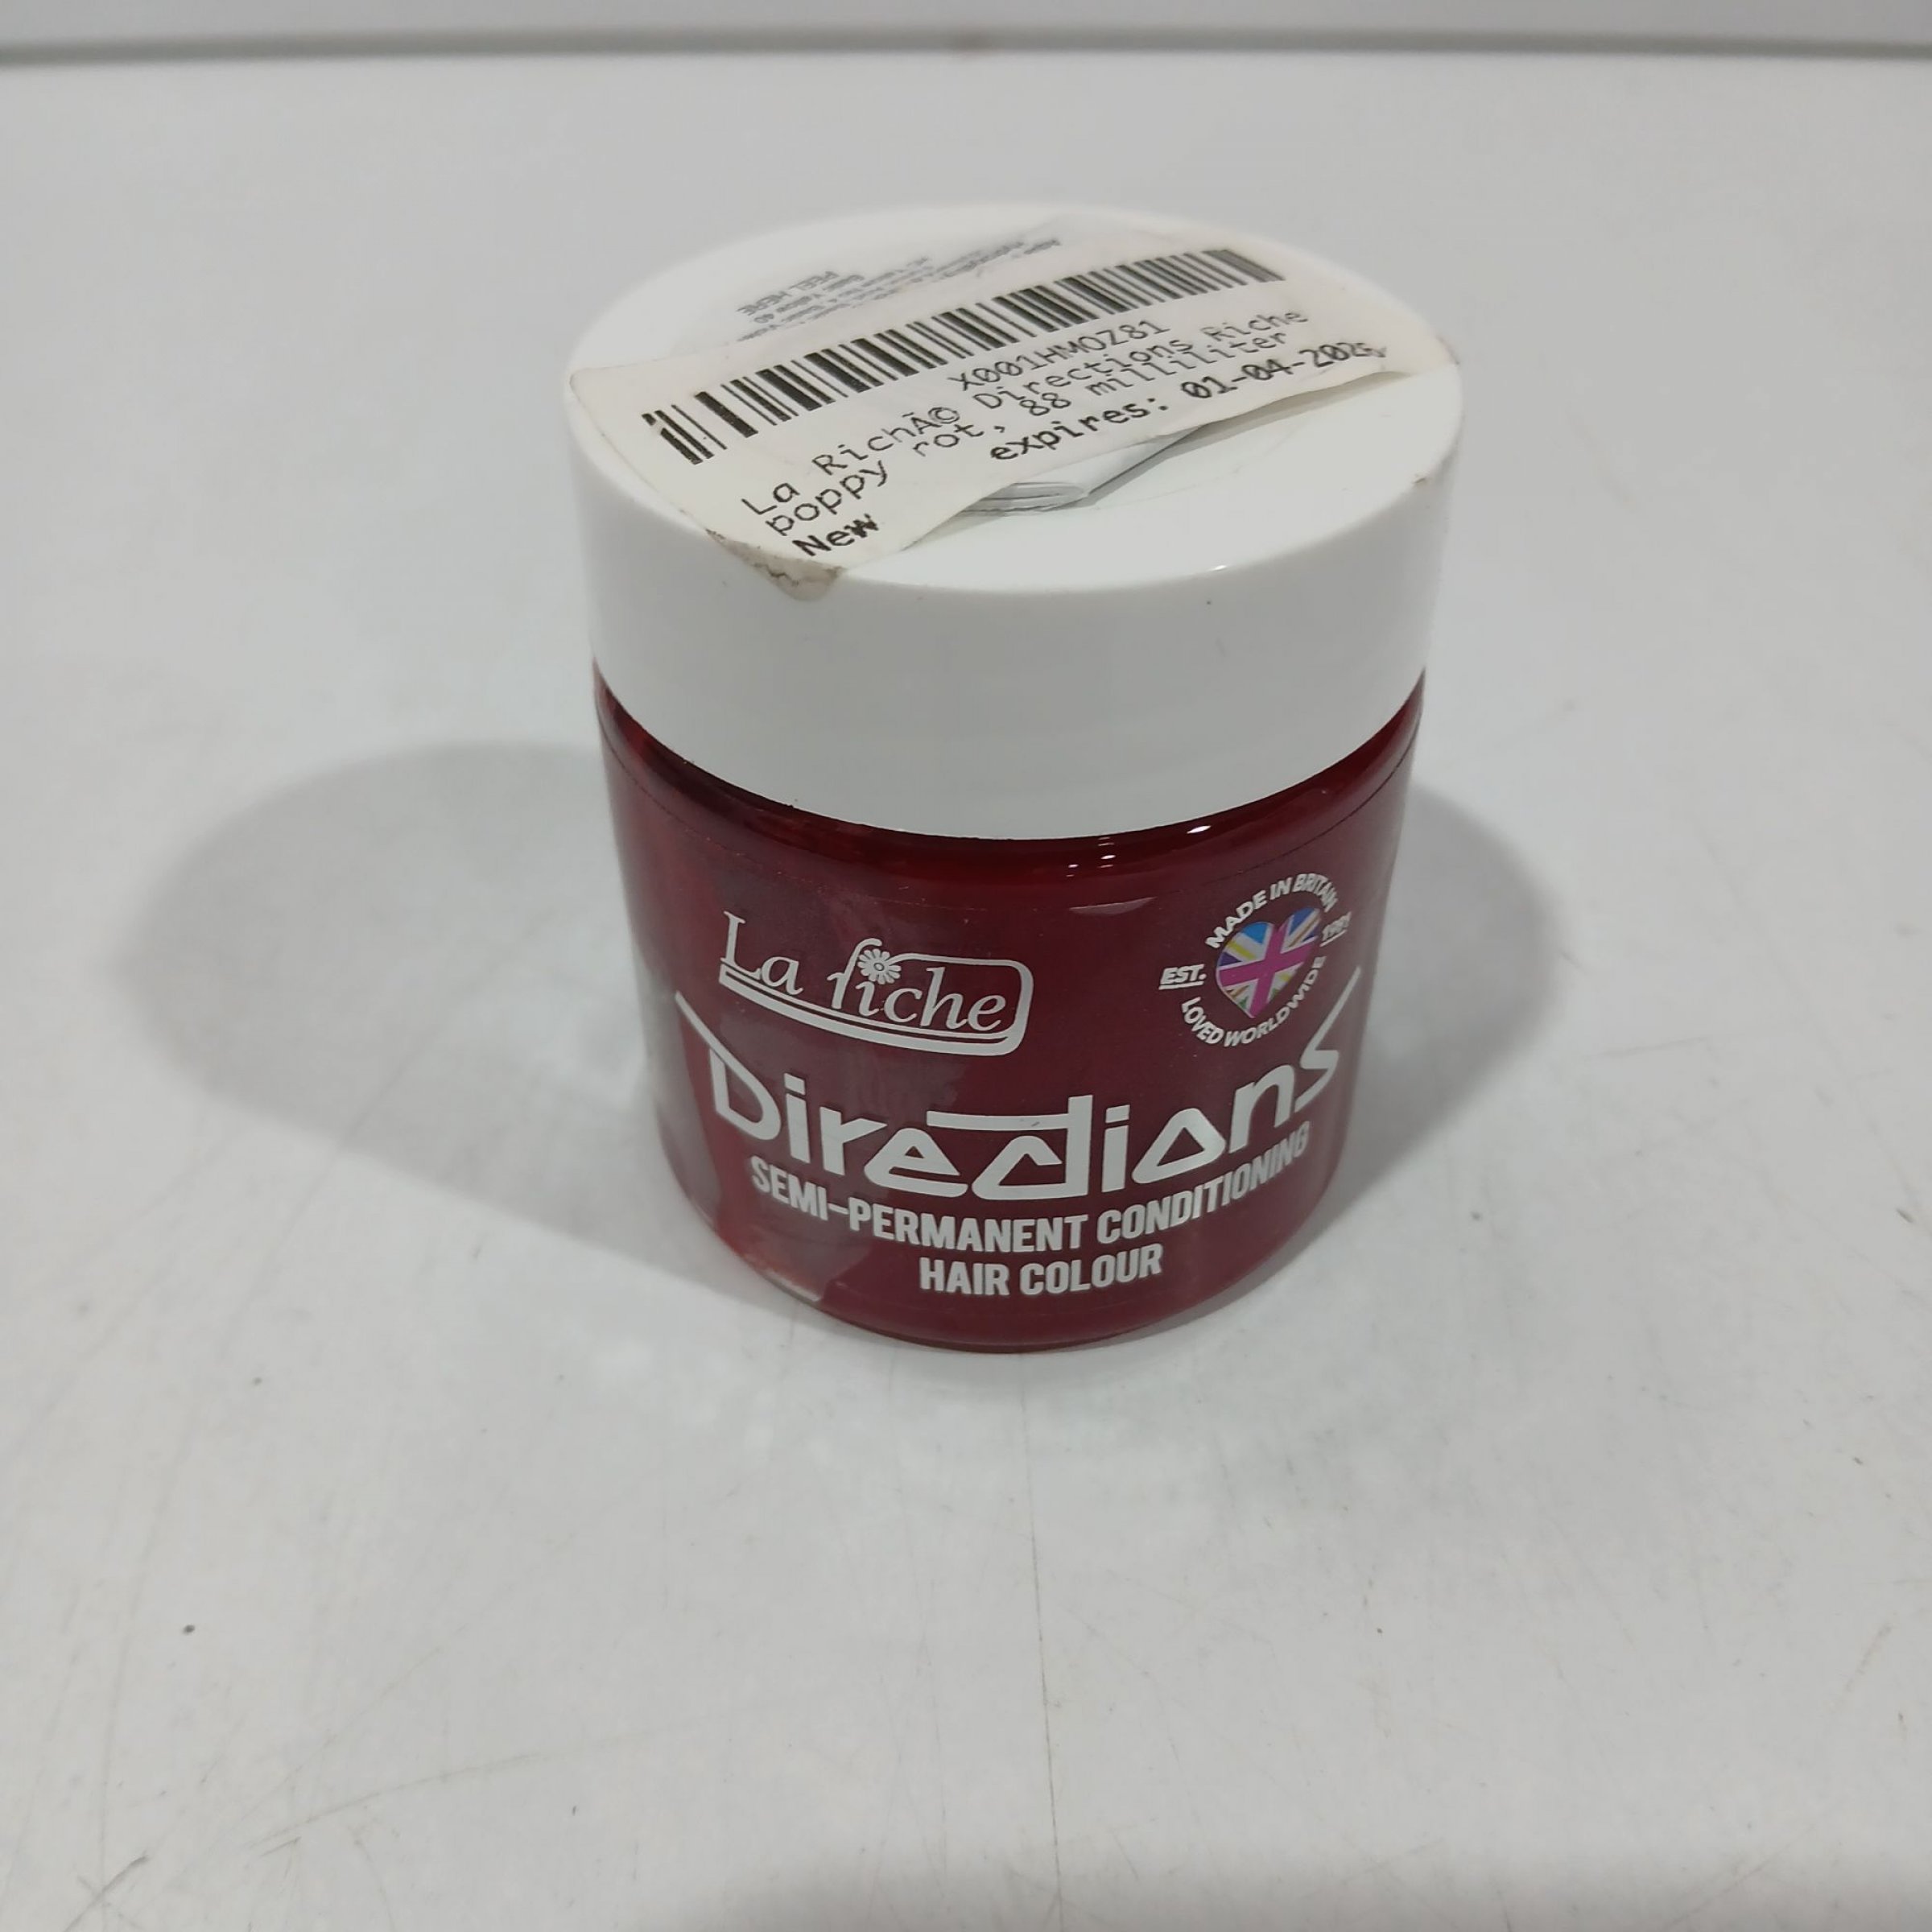 PEEL HERE
X001HMOZ81
La RichÃ© Directions Riche
poppy rot, 88 milliliter
New
expires: 01-04-2026
La riche
MADE IN BRITAIN
EST. 1981
LOVED WORLDWIDE
Directions
SEMI-PERMANENT CONDITIONING
HAIR COLOUR